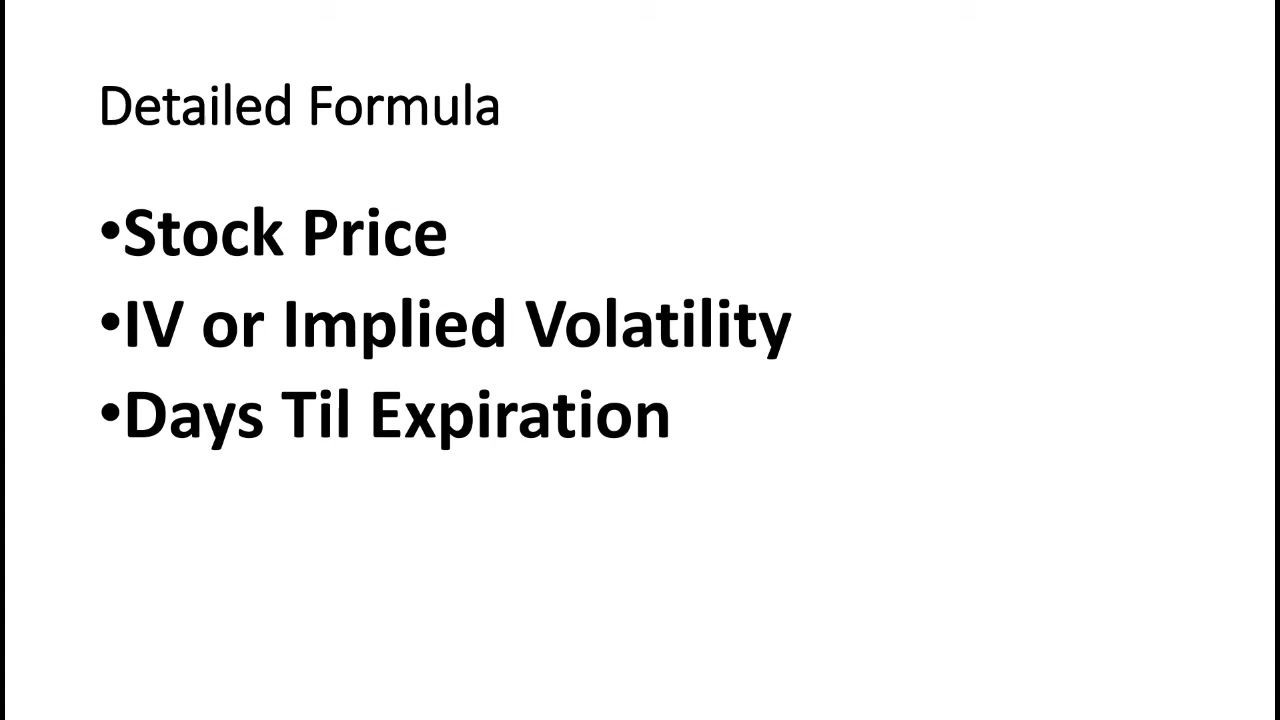 Detailed Formula
•Stock Price
•IV or Implied Volatility
•Days Til Expiration